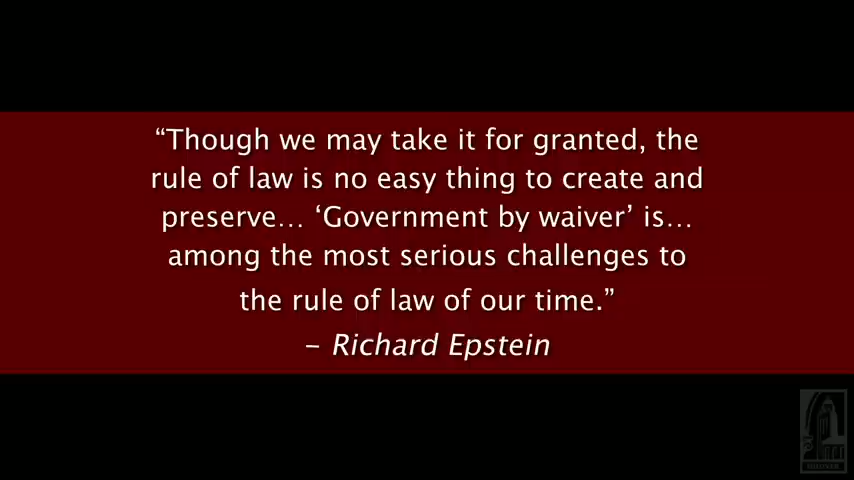 “Though we may take it for granted, the
rule of law is no easy thing to create and
preserve… ‘Government by waiver’ is…
among the most serious challenges to
the rule of law of our time.”
– Richard Epstein